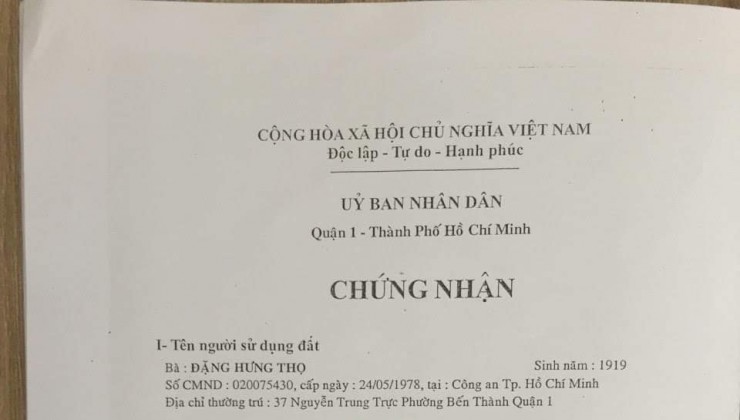 CỘNG HÒA XÃ HỘI CHỦ NGHĨA VIỆT NAM
Độc lập - Tự do - Hạnh phúc
UỶ BAN NHÂN DÂN
Quận 1 - Thành Phố Hồ Chí Minh
CHỨNG NHẬN
I- Tên người sử dụng đất
Bà : ĐẶNG HƯNG THỌ Sinh năm : 1919
Số CMND : 020075430, cấp ngày : 24/05/1978, tại : Công an Tp. Hồ Chí Minh
Địa chỉ thường trú : 37 Nguyễn Trung Trực Phường Bến Thành Quận 1